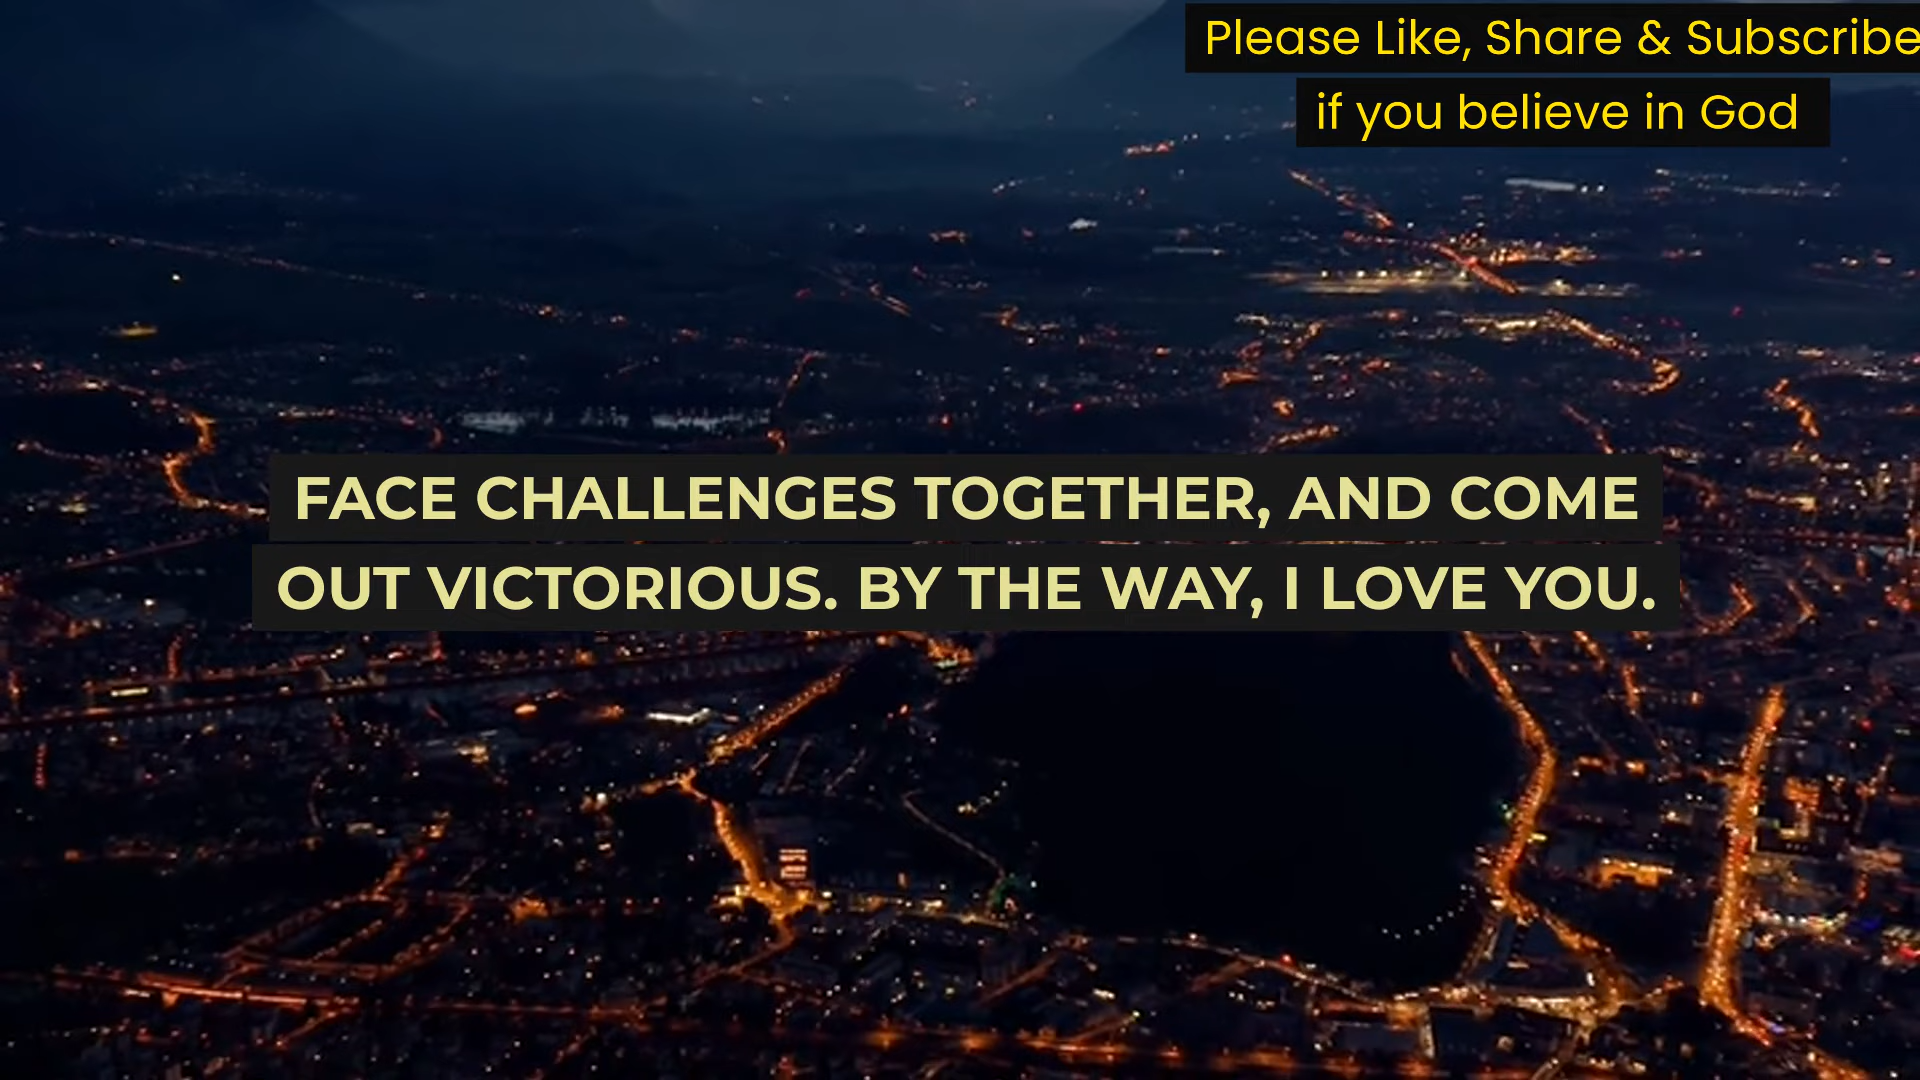 Please Like, Share & Subscribe
if you believe in God
FACE CHALLENGES TOGETHER, AND COME
OUT VICTORIOUS. BY THE WAY, I LOVE YOU.